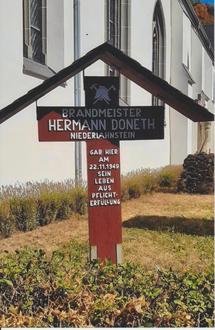 BRANDMEISTER
HERMANN DONETH
NIEDERLAHNSTEIN
GAB HIER
AM
22.11.1949
SEIN
LEBEN
AUS
PFLICHT-
ERFÜLLUNG